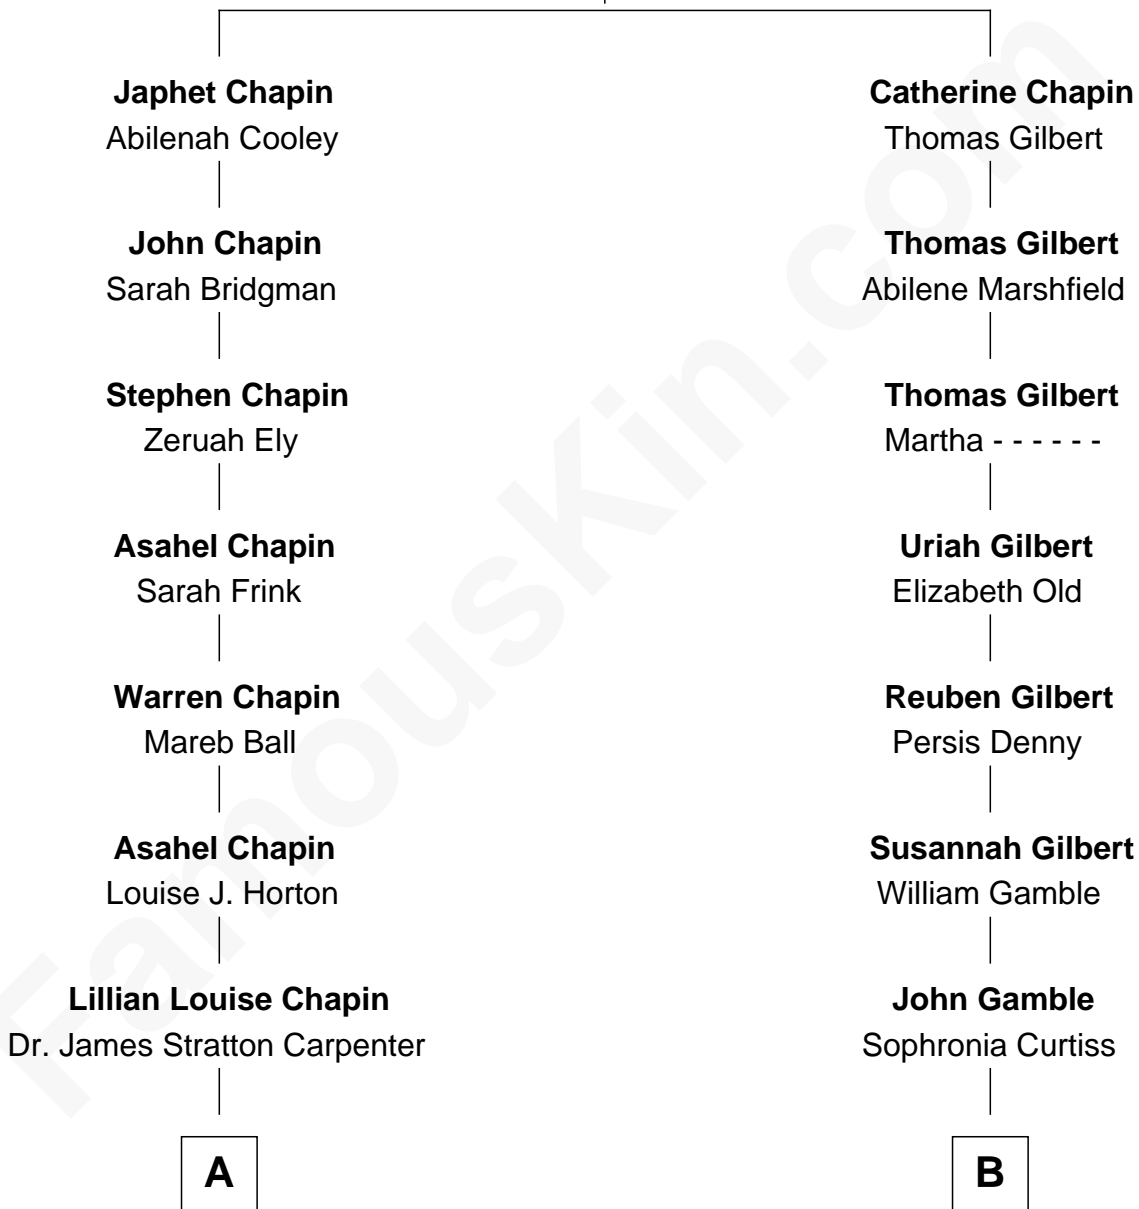 Japhet Chapin
Abilenah Cooley
John Chapin
Sarah Bridgman
Stephen Chapin
Zeruah Ely
Asahel Chapin
Sarah Frink
Warren Chapin
Mareb Ball
Asahel Chapin
Louise J. Horton
Lillian Louise Chapin
Dr. James Stratton Carpenter
A
Catherine Chapin
Thomas Gilbert
Thomas Gilbert
Abilene Marshfield
Thomas Gilbert
Martha - - - - - -
Uriah Gilbert
Elizabeth Old
Reuben Gilbert
Persis Denny
Susannah Gilbert
William Gamble
John Gamble
Sophronia Curtiss
B
FamousKin.com